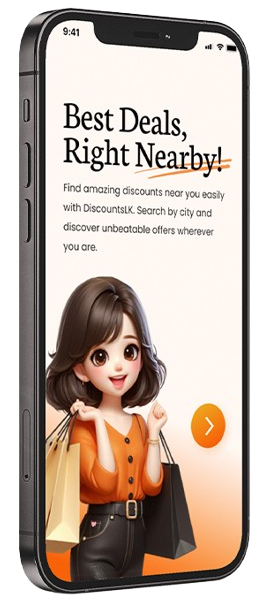 9:41
Best Deals,
Right Nearby!
Find amazing discounts near you easily
with DiscountsLK. Search by city and
discover unbeatable offers wherever
you are.